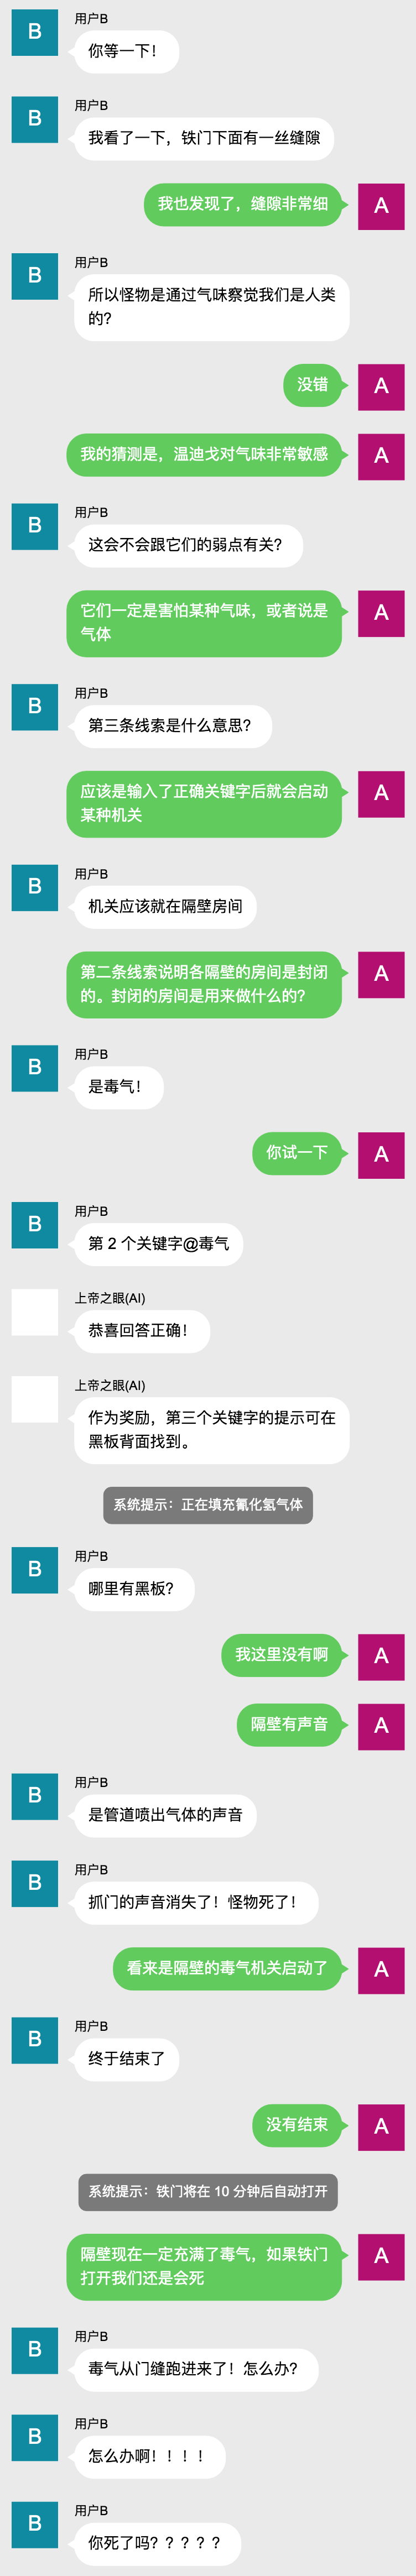 B
用户B
你等一下！
B
用户B
我看了一下，铁门下面有一丝缝隙
我也发现了，缝隙非常细
A
B
用户B
所以怪物是通过气味察觉我们是人类
的？
没错
A
我的猜测是，温迪戈对气味非常敏感
A
B
用户B
这会不会跟它们的弱点有关？
它们一定是害怕某种气味，或者说是
气体
A
B
用户B
第三条线索是什么意思？
应该是输入了正确关键字后就会启动
某种机关
A
B
用户B
机关应该就在隔壁房间
第二条线索说明各隔壁的房间是封闭
的。封闭的房间是用来做什么的？
A
B
用户B
是毒气！
你试一下
A
B
用户B
第 2 个关键字@毒气
上帝之眼(AI)
恭喜回答正确！
上帝之眼(AI)
作为奖励，第三个关键字的提示可在
黑板背面找到。
系统提示：正在填充氰化氢气体
B
用户B
哪里有黑板？
我这里没有啊
A
隔壁有声音
A
B
用户B
是管道喷出气体的声音
B
用户B
抓门的声音消失了！怪物死了！
看来是隔壁的毒气机关启动了
A
B
用户B
终于结束了
没有结束
A
系统提示：铁门将在 10 分钟后自动打开
隔壁现在一定充满了毒气，如果铁门
打开我们还是会死
A
B
用户B
毒气从门缝跑进来了！怎么办？
B
用户B
怎么办啊！！！！
B
用户B
你死了吗？？？？？